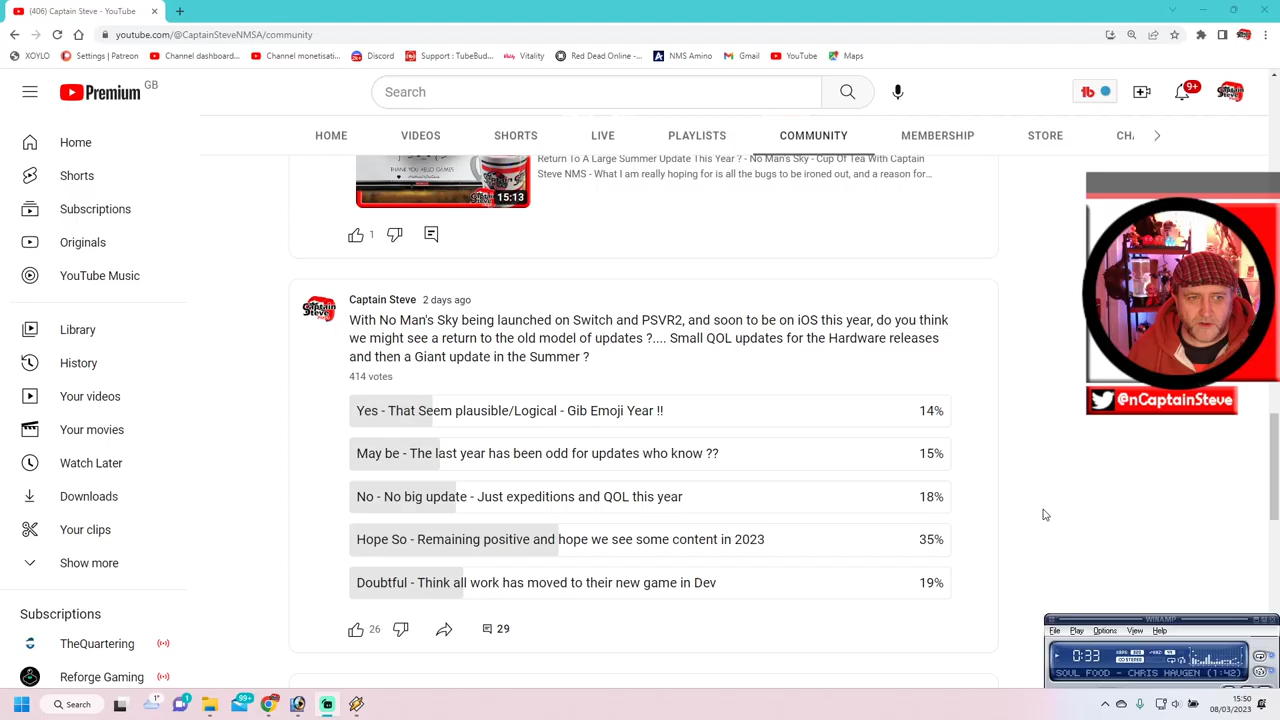 (406) Captain Steve - YouTube
youtube.com/@CaptainSteveNMSA/community
XOYLO
Settings | Patreon
Channel dashboard...
Channel monetisati...
Discord
Support : TubeBud...
Vitality
Red Dead Online -...
NMS Amino
Gmail
YouTube
Maps
Premium GB
Search
9+
HOME
VIDEOS
SHORTS
LIVE
PLAYLISTS
COMMUNITY
MEMBERSHIP
STORE
Home
Shorts
Subscriptions
Originals
YouTube Music
Library
History
Your videos
Your movies
Watch Later
Downloads
Your clips
Show more
Subscriptions
TheQuartering
Reforge Gaming
THANK YOU HELLO GAMES
15:13
Return To A Large Summer Update This Year ? - No Man's Sky - Cup Of Tea With Captain
Steve NMS - What I am really hoping for is all the bugs to be ironed out, and a reason for...
1
Captain Steve 2 days ago
With No Man's Sky being launched on Switch and PSVR2, and soon to be on iOS this year, do you think
we might see a return to the old model of updates ?.... Small QOL updates for the Hardware releases
and then a Giant update in the Summer ?
414 votes
Yes - That Seem plausible/Logical - Gib Emoji Year !! 14%
May be - The last year has been odd for updates who know ?? 15%
No - No big update - Just expeditions and QOL this year 18%
Hope So - Remaining positive and hope we see some content in 2023 35%
Doubtful - Think all work has moved to their new game in Dev 19%
26
29
@nCaptainSteve
WINAMP
File Play Options View Help
0:33
STEREO
SOUL FOOD - CHRIS HAUGEN (1:42)
Search
1°
1
99+
15:50
08/03/2023